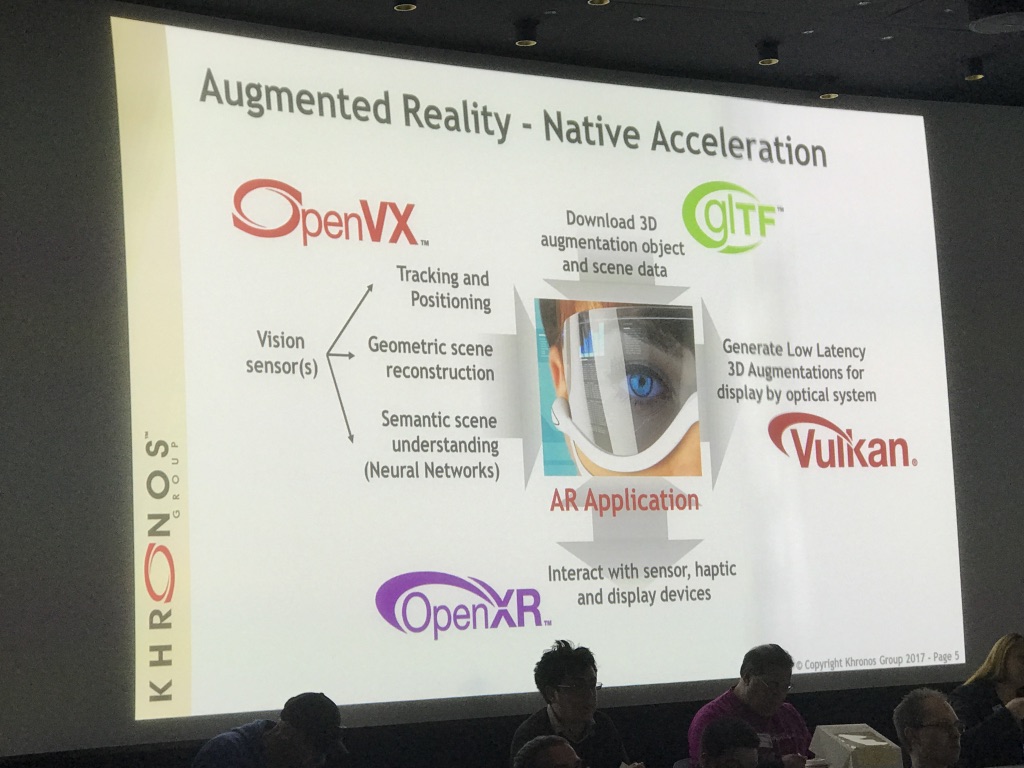 Augmented Reality - Native Acceleration
OpenVX™
Download 3D
augmentation object
and scene data
glTF™
Tracking and
Positioning
Vision
sensor(s)
Geometric scene
reconstruction
Semantic scene
understanding
(Neural Networks)
Generate Low Latency
3D Augmentations for
display by optical system
Vulkan®
AR Application
OpenXR™
Interact with sensor, haptic
and display devices
KHRONOS™
GROUP
© Copyright Khronos Group 2017 - Page 5